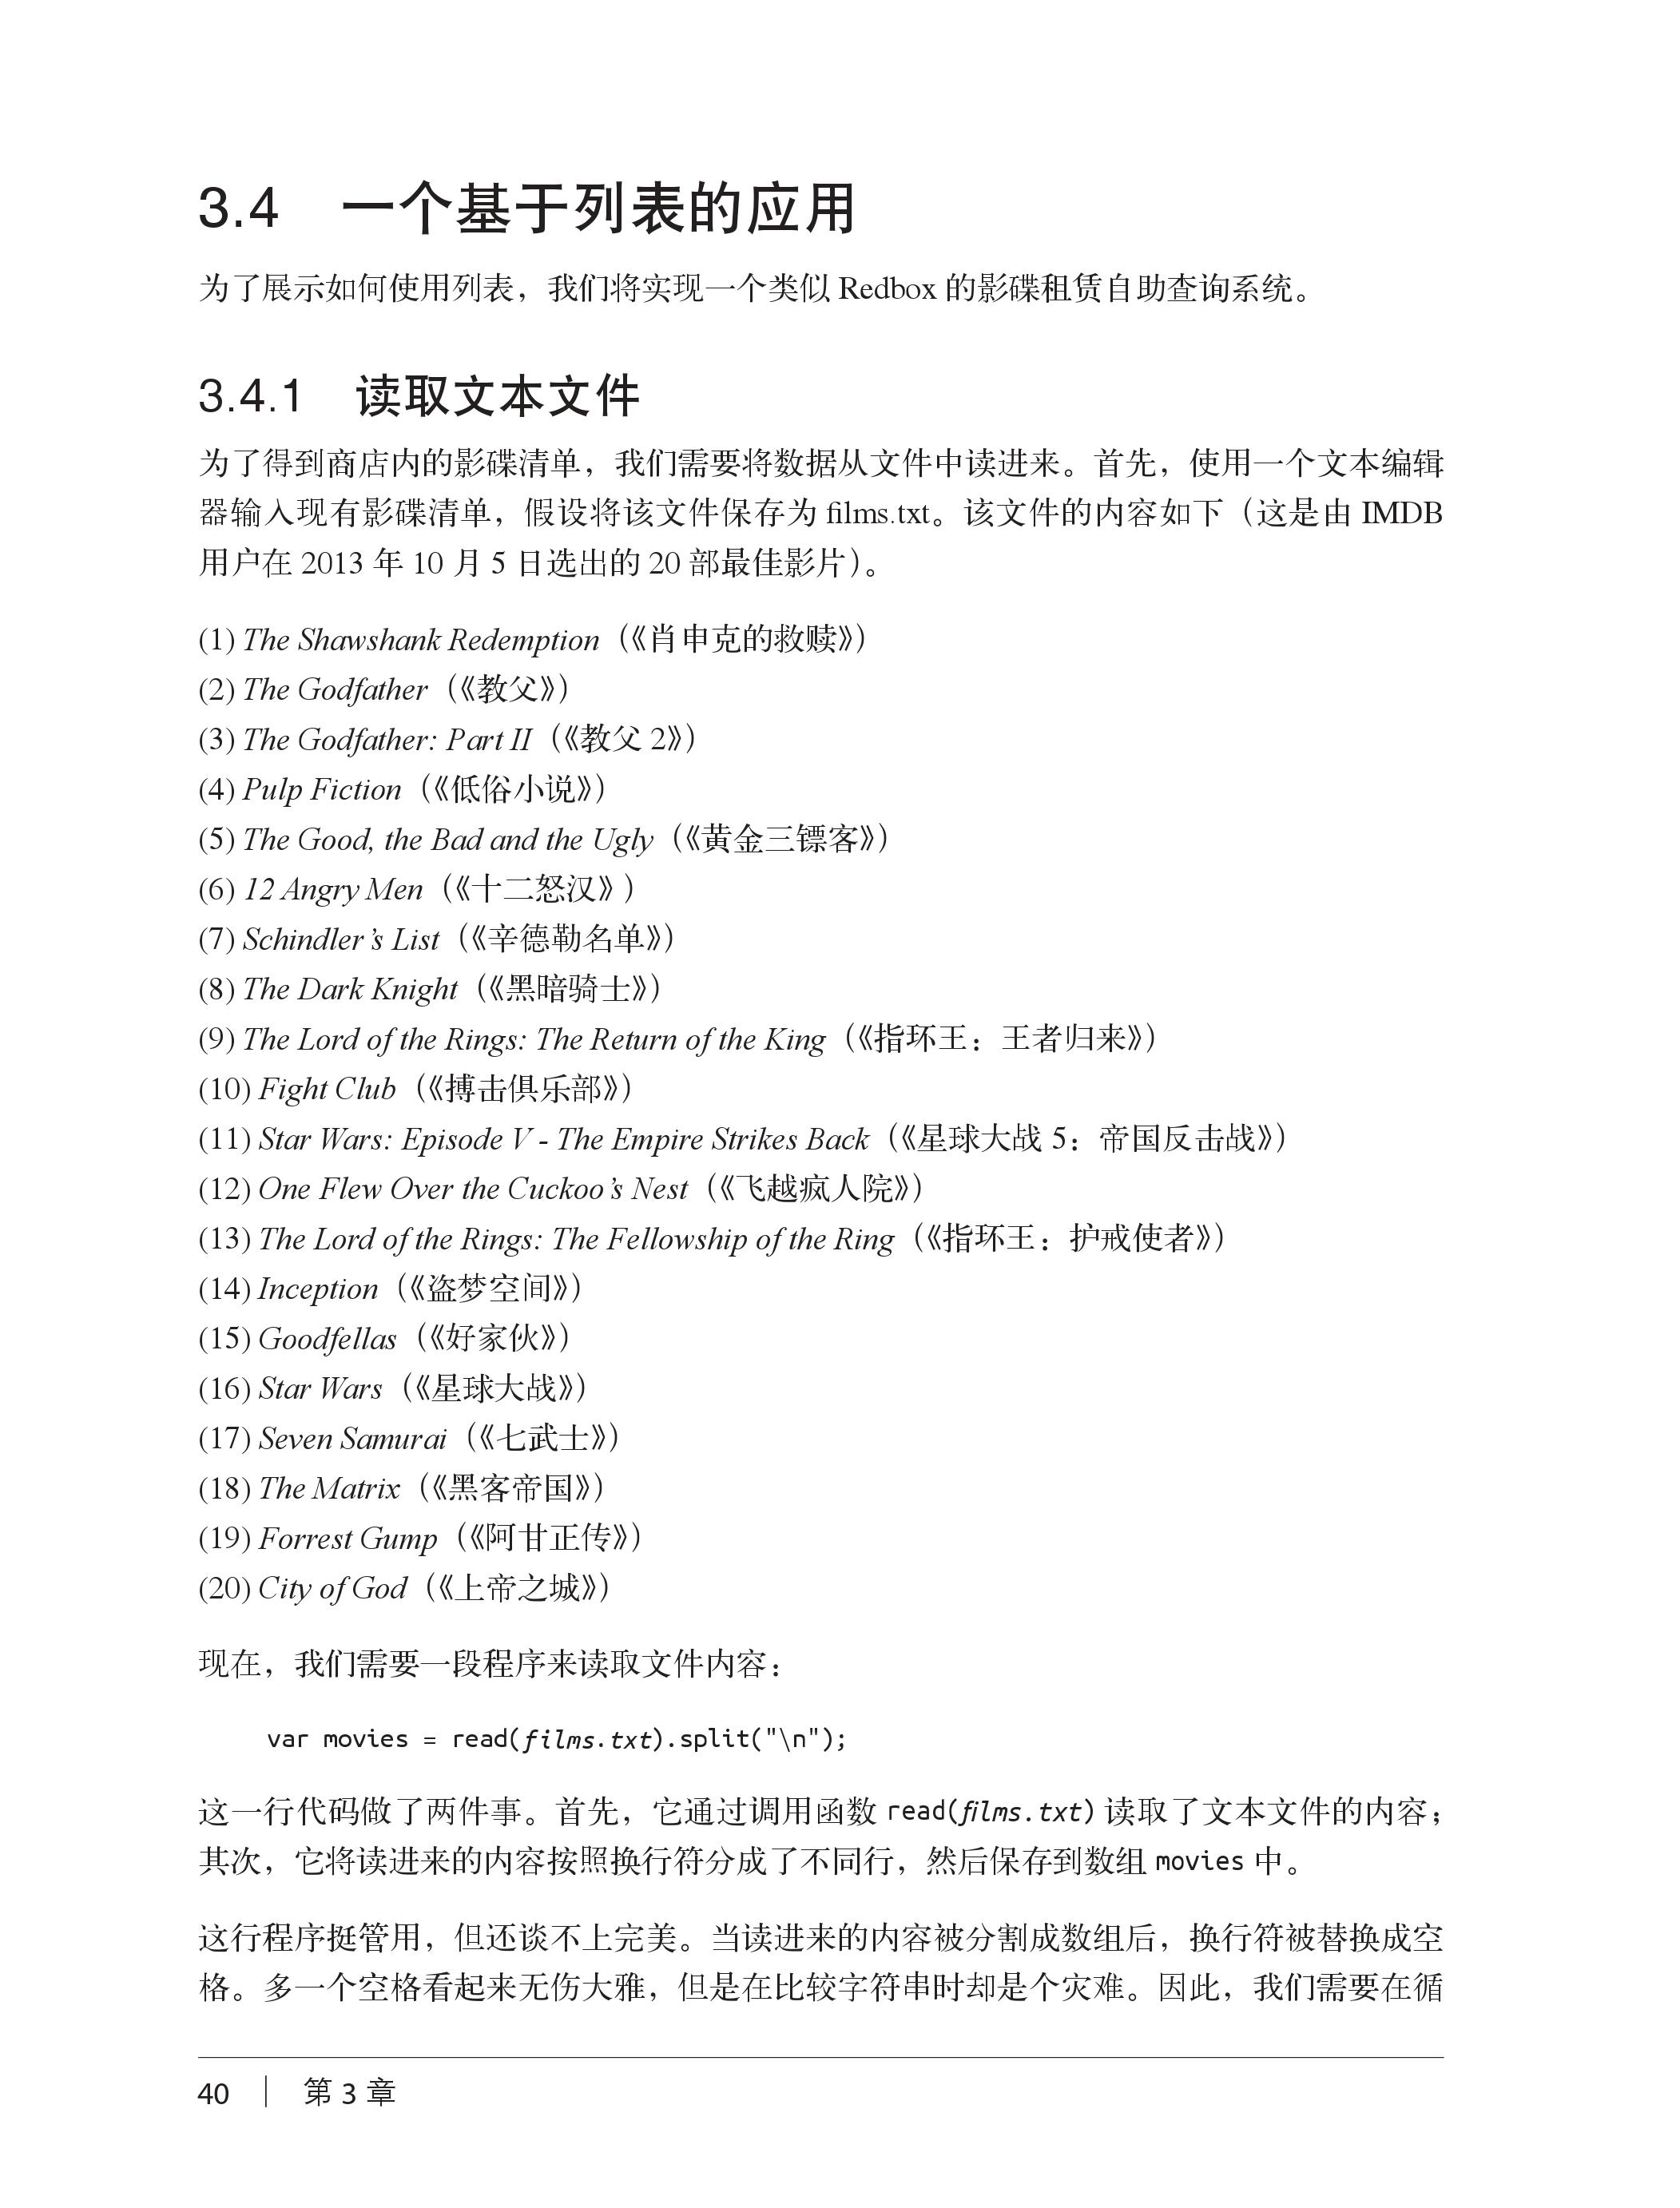 3.4 一个基于列表的应用
为了展示如何使用列表，我们将实现一个类似 Redbox 的影碟租赁自助查询系统。
3.4.1 读取文本文件
为了得到商店内的影碟清单，我们需要将数据从文件中读进来。首先，使用一个文本编辑
器输入现有影碟清单，假设将该文件保存为 films.txt。该文件的内容如下（这是由 IMDB
用户在 2013 年 10 月 5 日选出的 20 部最佳影片）。
(1) The Shawshank Redemption（《肖申克的救赎》）
(2) The Godfather（《教父》）
(3) The Godfather: Part II（《教父 2》）
(4) Pulp Fiction（《低俗小说》）
(5) The Good, the Bad and the Ugly（《黄金三镖客》）
(6) 12 Angry Men（《十二怒汉》）
(7) Schindler’s List（《辛德勒名单》）
(8) The Dark Knight（《黑暗骑士》）
(9) The Lord of the Rings: The Return of the King（《指环王：王者归来》）
(10) Fight Club（《搏击俱乐部》）
(11) Star Wars: Episode V - The Empire Strikes Back（《星球大战 5：帝国反击战》）
(12) One Flew Over the Cuckoo’s Nest（《飞越疯人院》）
(13) The Lord of the Rings: The Fellowship of the Ring（《指环王：护戒使者》）
(14) Inception（《盗梦空间》）
(15) Goodfellas（《好家伙》）
(16) Star Wars（《星球大战》）
(17) Seven Samurai（《七武士》）
(18) The Matrix（《黑客帝国》）
(19) Forrest Gump（《阿甘正传》）
(20) City of God（《上帝之城》）
现在，我们需要一段程序来读取文件内容：
var movies = read(films.txt).split("\n");
这一行代码做了两件事。首先，它通过调用函数 read(films.txt) 读取了文本文件的内容；
其次，它将读进来的内容按照换行符分成了不同行，然后保存到数组 movies 中。
这行程序挺管用，但还谈不上完美。当读进来的内容被分割成数组后，换行符被替换成空
格。多一个空格看起来无伤大雅，但是在比较字符串时却是个灾难。因此，我们需要在循
40 | 第 3 章